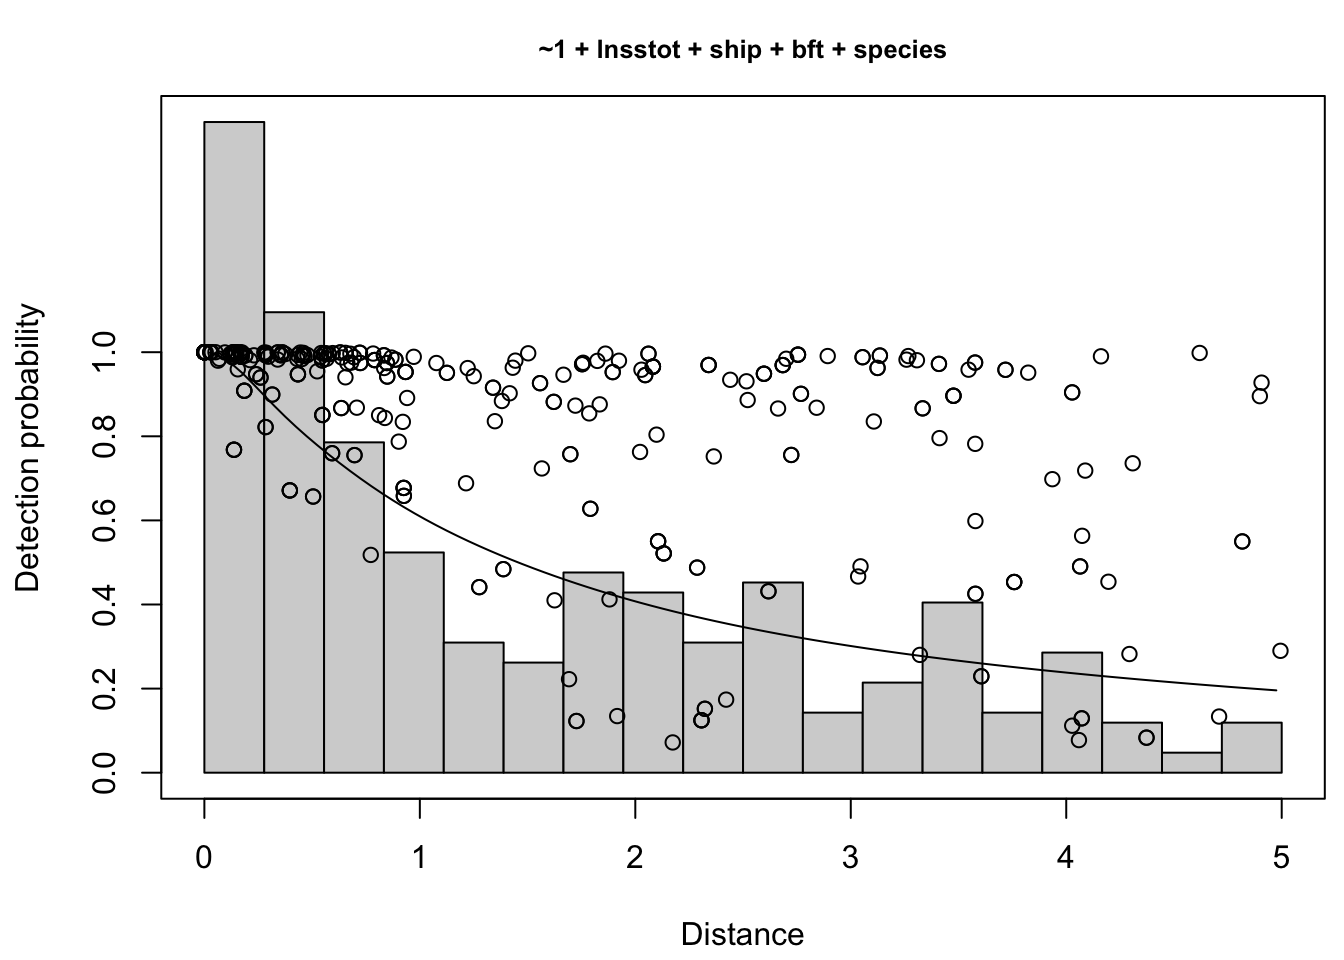 ~1 + lnsstot + ship + bft + species
Detection probability
1.0
0.8
0.6
0.4
0.2
0.0
0 1 2 3 4 5
Distance